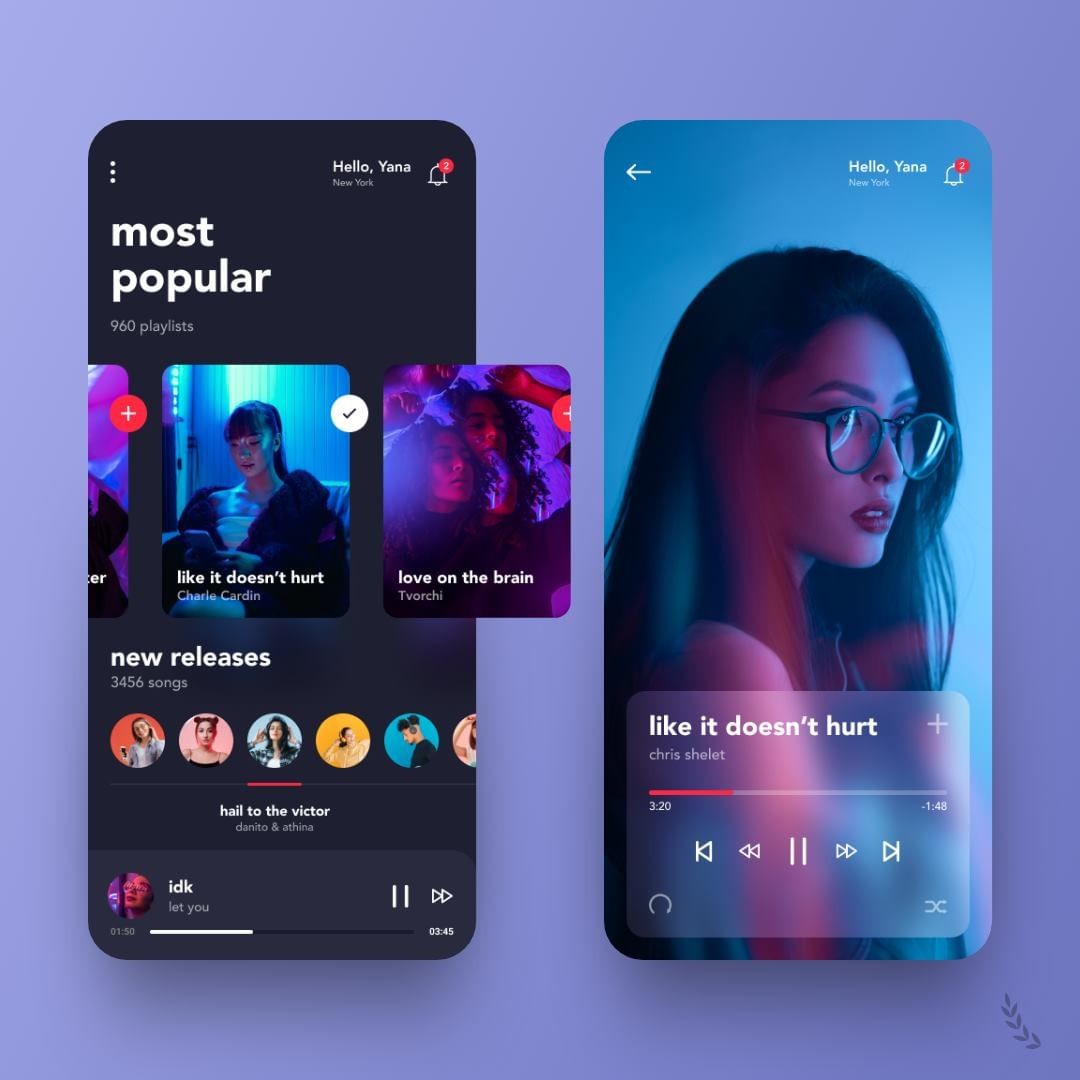 Hello, Yana
New York
2
most
popular
960 playlists
ter
like it doesn’t hurt
Charle Cardin
love on the brain
Tvorchi
new releases
3456 songs
hail to the victor
danito & athina
idk
let you
01:50
03:45
Hello, Yana
New York
2
like it doesn’t hurt
chris shelet
3:20
-1:48